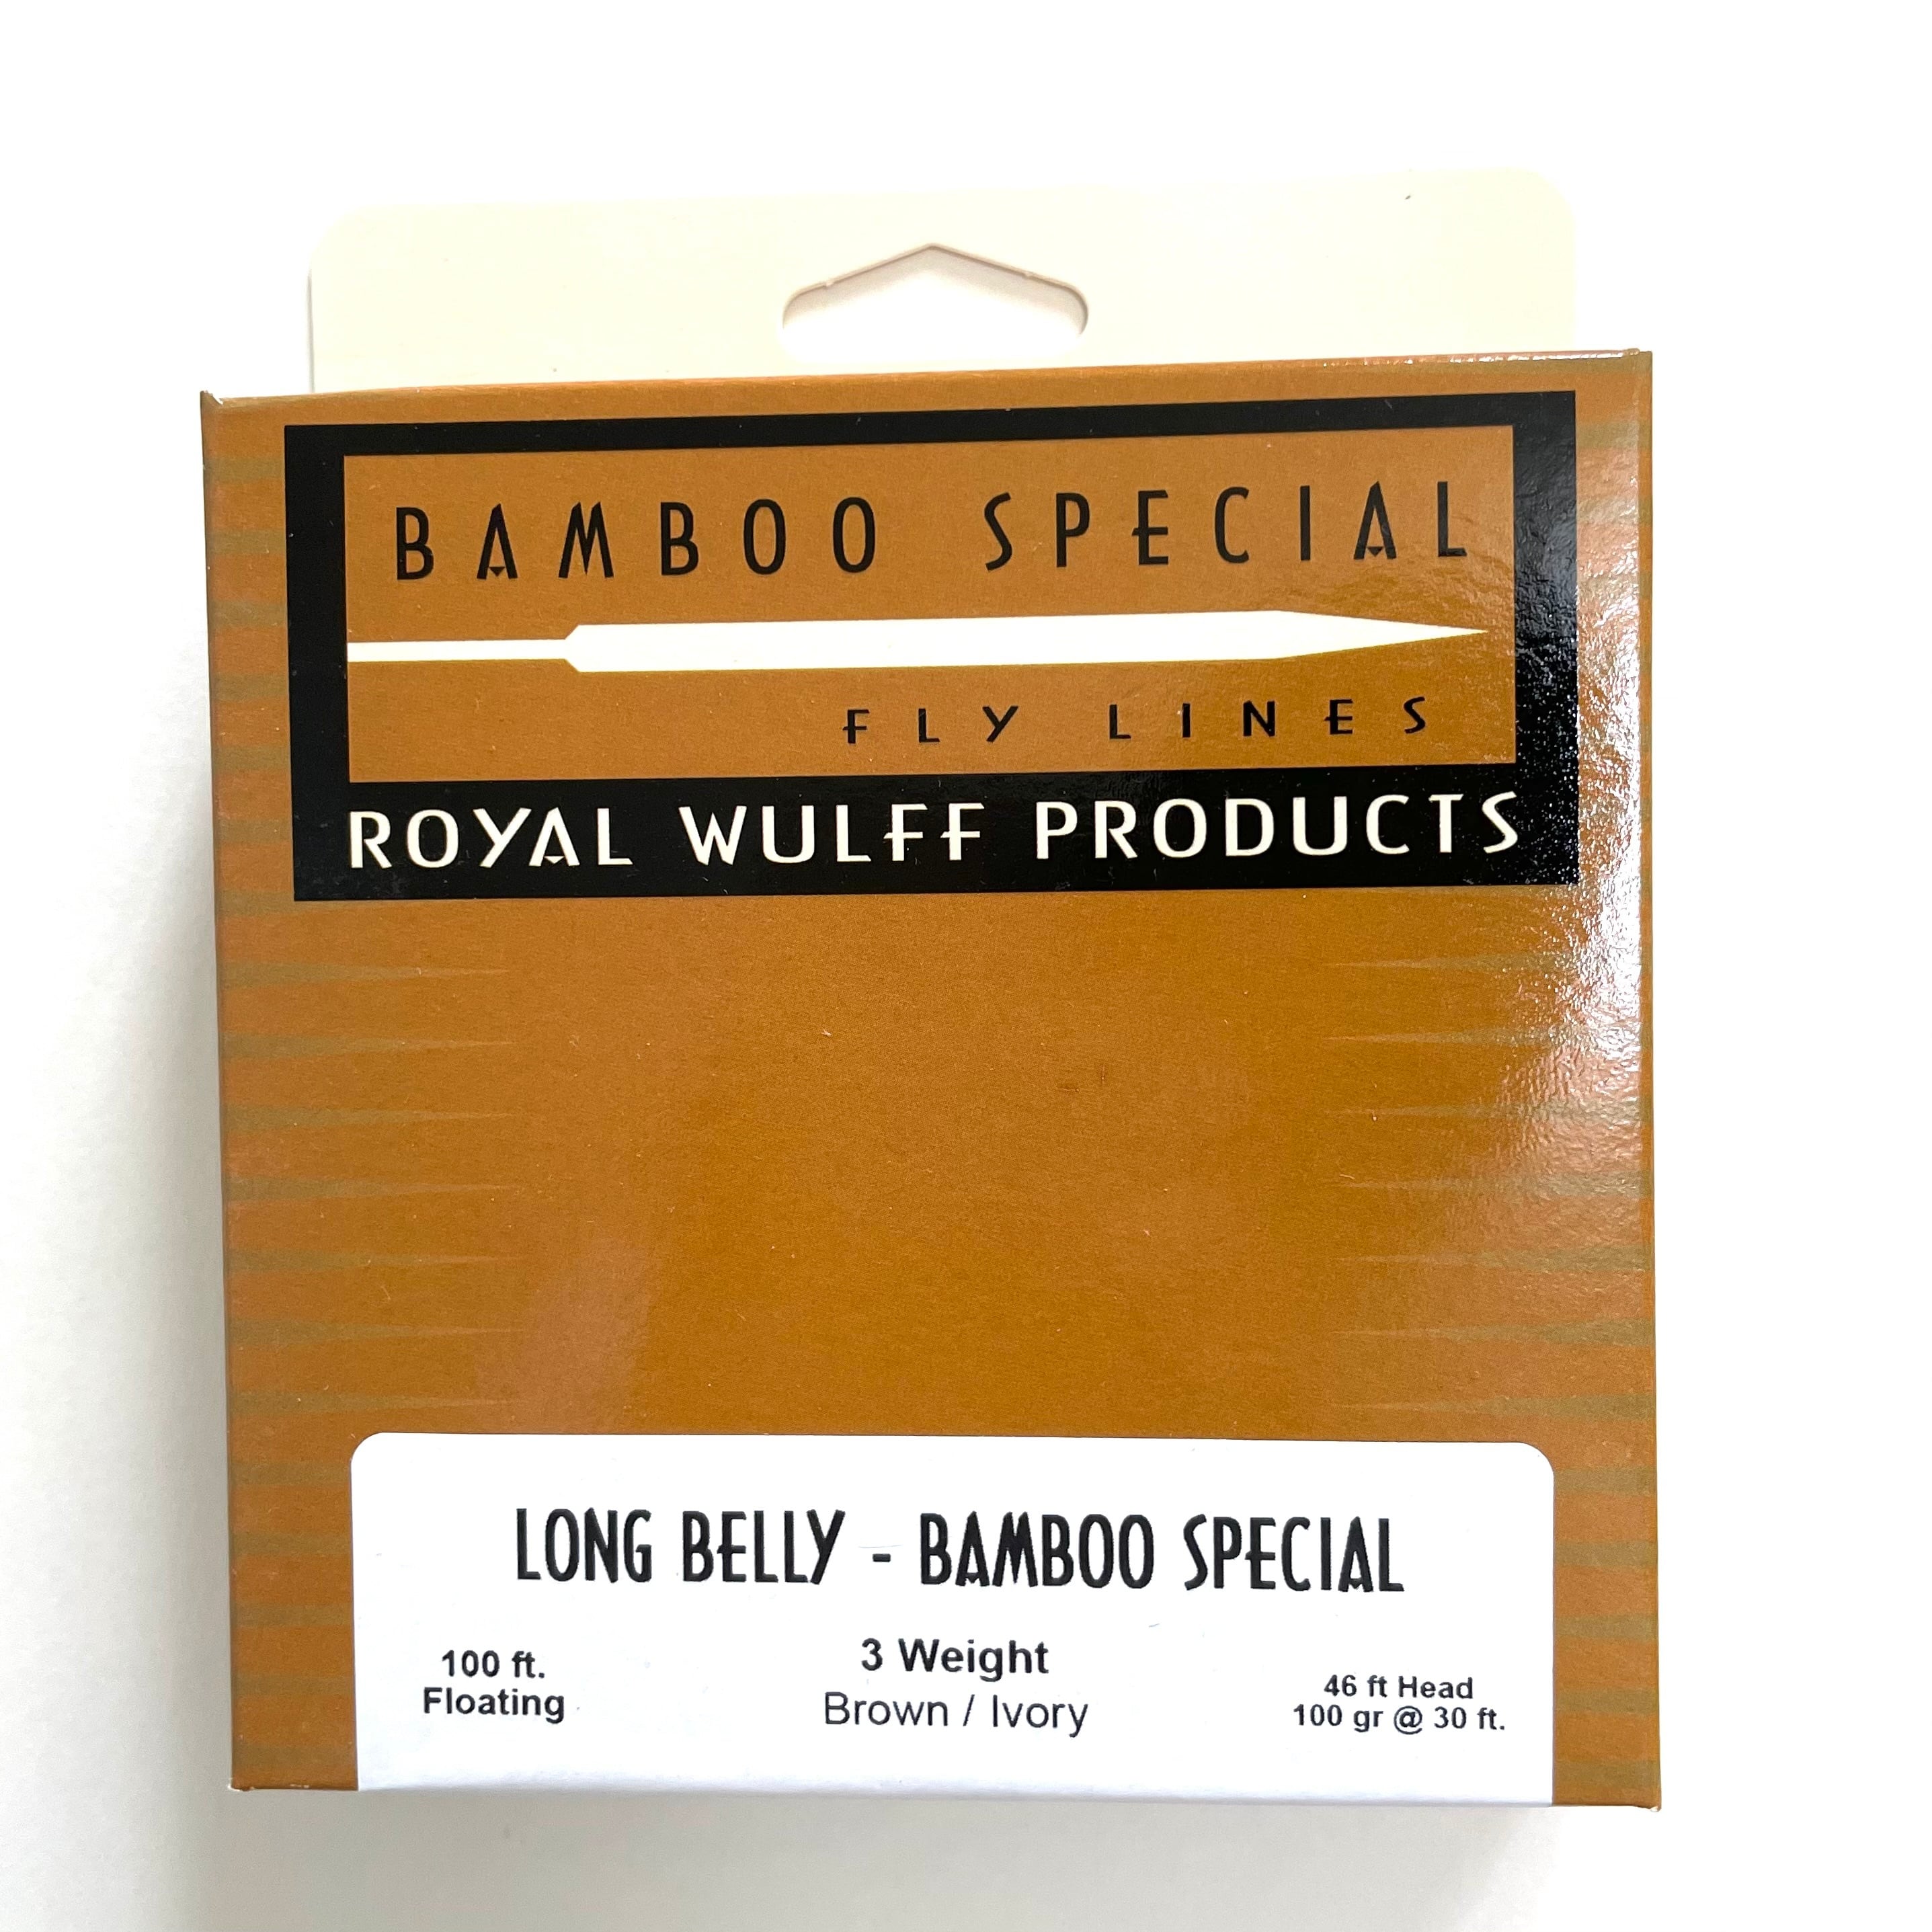 BAMBOO SPECIAL
FLY LINES
ROYAL WULFF PRODUCTS
LONG BELLY - BAMBOO SPECIAL
100 ft.
Floating
3 Weight
Brown / Ivory
46 ft Head
100 gr @ 30 ft.